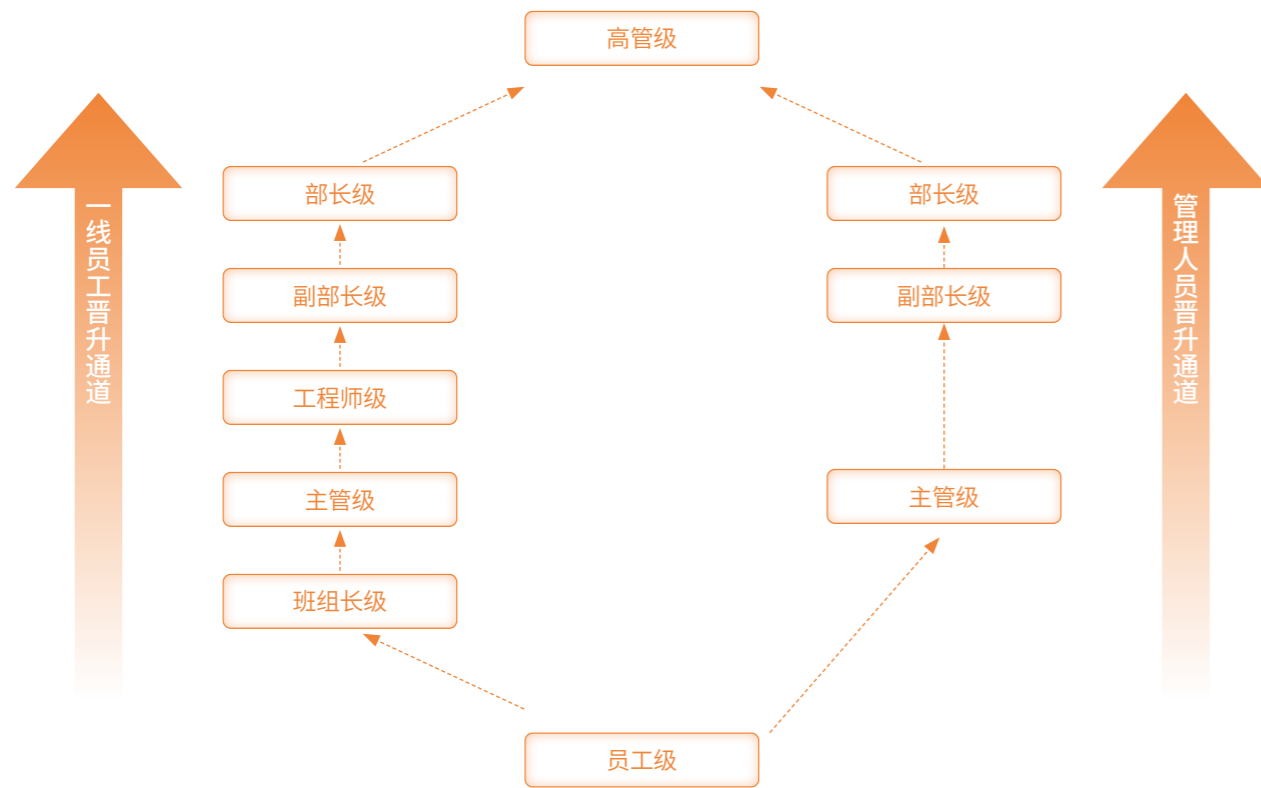 高管级
一线员工晋升通道
部长级
副部长级
工程师级
主管级
班组长级
部长级
副部长级
主管级
管理人员晋升通道
员工级